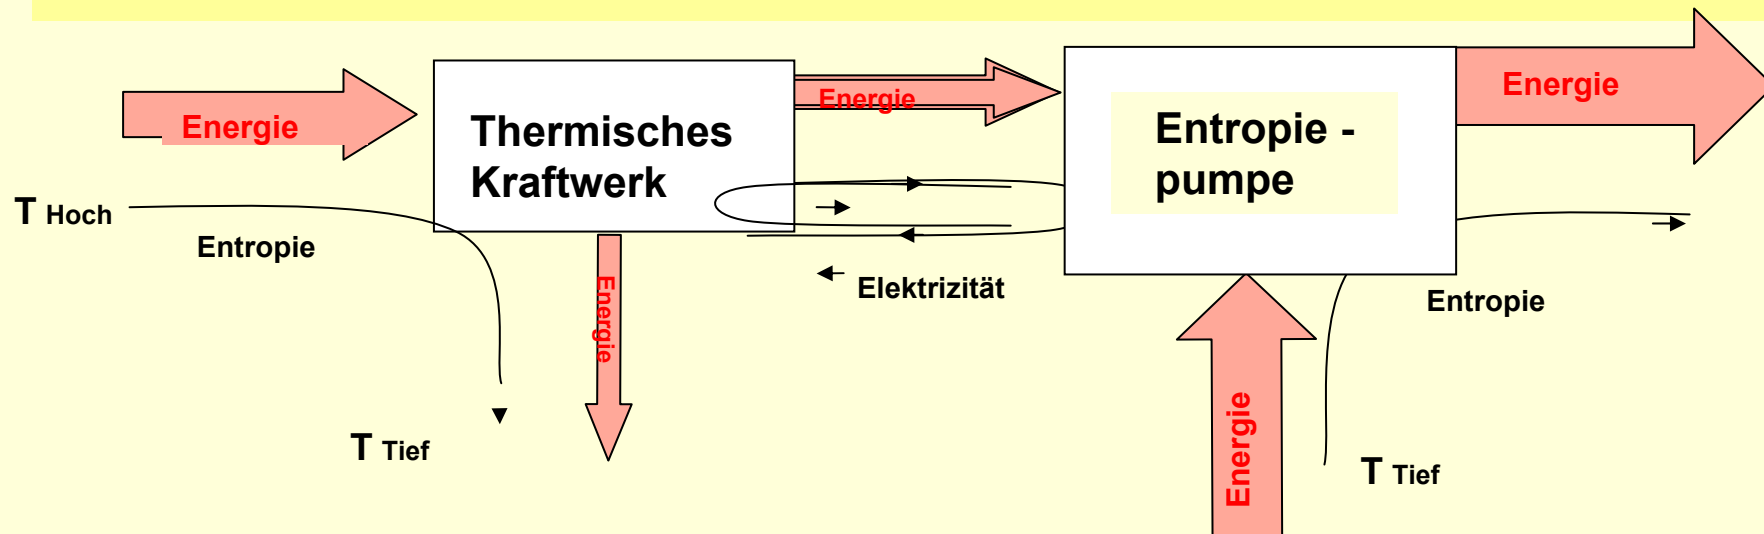 Energie
Thermisches
Kraftwerk
Energie
Entropie -
pumpe
Energie
T Hoch
Entropie
Energie
Elektrizität
Entropie
T Tief
Energie
T Tief